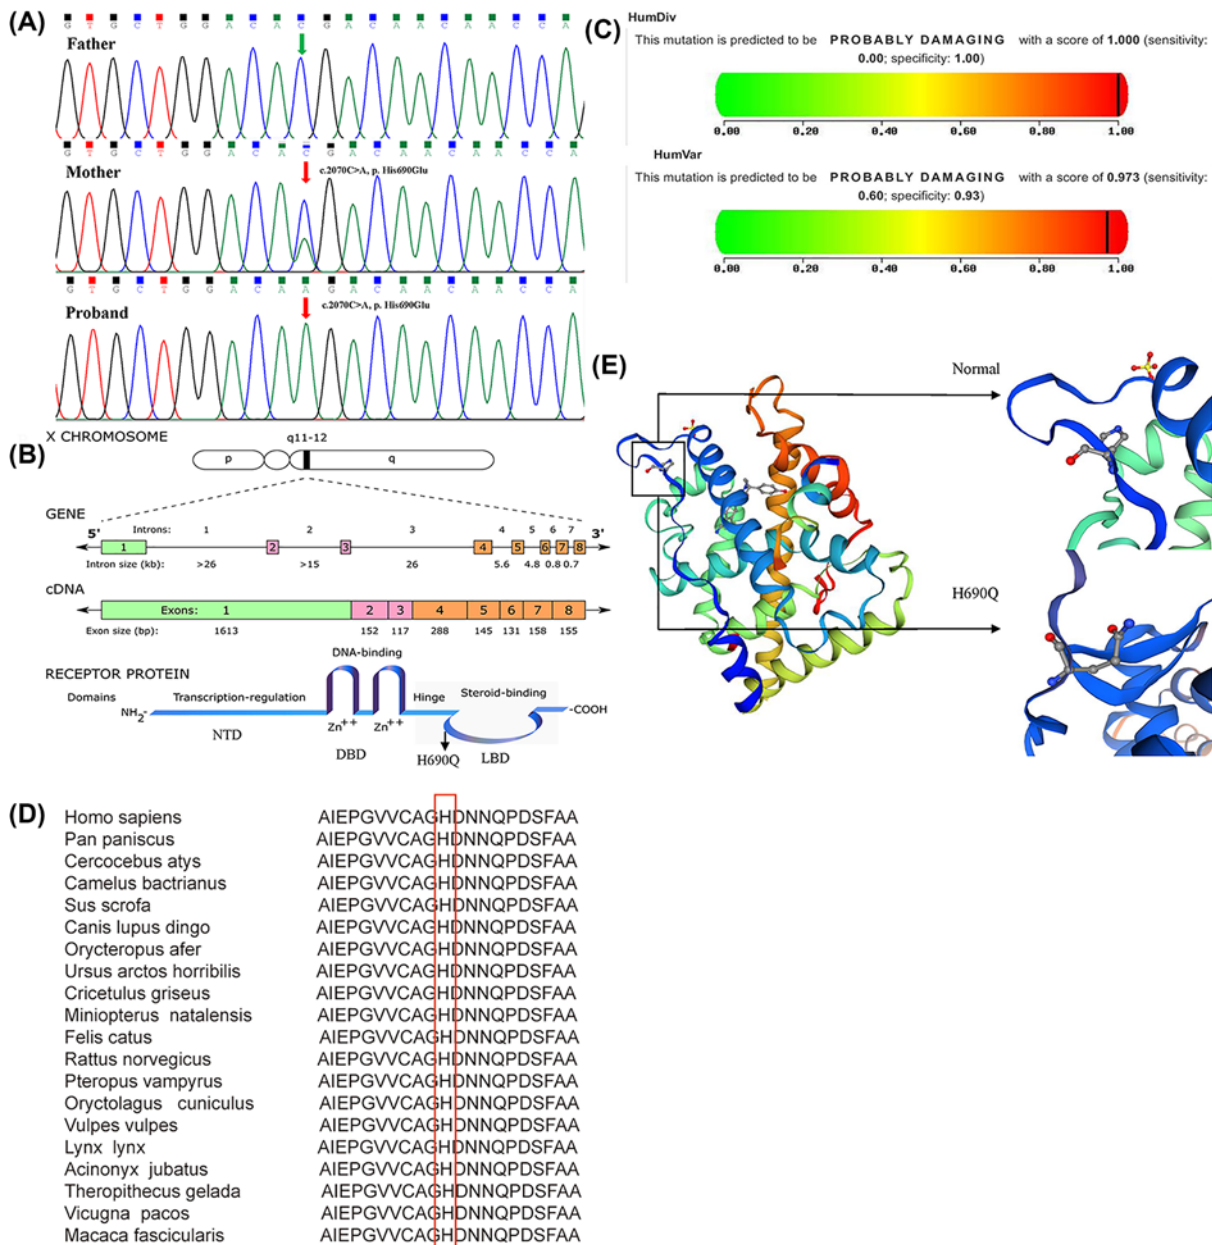 (A)
G T G C T G G A C A C G A C A A C A A C C A
Father
G T G C T G G A C A C G A C A A C A A C C A
Mother
c.2070C>A, p. His690Glu
G T G C T G G A C A A G A C A A C A A C C A
Proband
c.2070C>A, p. His690Glu
(B)
X CHROMOSOME
q11-12
p
q
GENE
5'
Introns: 1 2 3 4 5 6 7
3'
1 2 3 4 5 6 7 8
Intron size (kb): >26 >15 26 5.6 4.8 0.8 0.7
cDNA
Exons: 1 2 3 4 5 6 7 8
Exon size (bp): 1613 152 117 288 145 131 158 155
RECEPTOR PROTEIN
DNA-binding
Domains
Transcription-regulation
Hinge
Steroid-binding
NH2-
Zn++ Zn++
-COOH
NTD
DBD
H690Q
LBD
(C)
HumDiv
This mutation is predicted to be PROBABLY DAMAGING with a score of 1.000 (sensitivity:
0.00; specificity: 1.00)
0.00 0.20 0.40 0.60 0.80 1.00
HumVar
This mutation is predicted to be PROBABLY DAMAGING with a score of 0.973 (sensitivity:
0.60; specificity: 0.93)
0.00 0.20 0.40 0.60 0.80 1.00
(E)
Normal
H690Q
(D)
Homo sapiens AIEPGVVCAGHDNNQPDSFAA
Pan paniscus AIEPGVVCAGHDNNQPDSFAA
Cercocebus atys AIEPGVVCAGHDNNQPDSFAA
Camelus bactrianus AIEPGVVCAGHDNNQPDSFAA
Sus scrofa AIEPGVVCAGHDNNQPDSFAA
Canis lupus dingo AIEPGVVCAGHDNNQPDSFAA
Orycteropus afer AIEPGVVCAGHDNNQPDSFAA
Ursus arctos horribilis AIEPGVVCAGHDNNQPDSFAA
Cricetulus griseus AIEPGVVCAGHDNNQPDSFAA
Miniopterus natalensis AIEPGVVCAGHDNNQPDSFAA
Felis catus AIEPGVVCAGHDNNQPDSFAA
Rattus norvegicus AIEPGVVCAGHDNNQPDSFAA
Pteropus vampyrus AIEPGVVCAGHDNNQPDSFAA
Oryctolagus cuniculus AIEPGVVCAGHDNNQPDSFAA
Vulpes vulpes AIEPGVVCAGHDNNQPDSFAA
Lynx lynx AIEPGVVCAGHDNNQPDSFAA
Acinonyx jubatus AIEPGVVCAGHDNNQPDSFAA
Theropithecus gelada AIEPGVVCAGHDNNQPDSFAA
Vicugna pacos AIEPGVVCAGHDNNQPDSFAA
Macaca fascicularis AIEPGVVCAGHDNNQPDSFAA